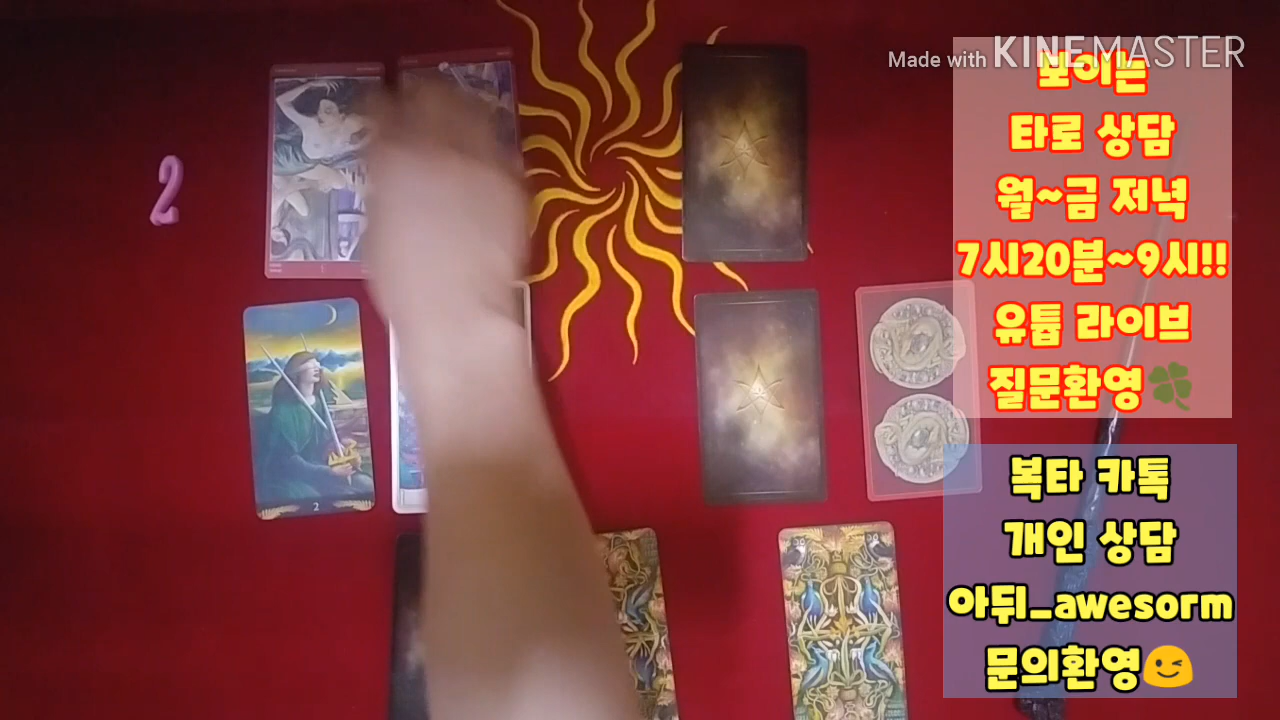 Made with KINEMASTER
보이는
타로 상담
월~금 저녁
7시20분~9시!!
유튭 라이브
질문환영🍀
복타 카톡
개인 상담
아뒤_awesorm
문의환영😉
2
2